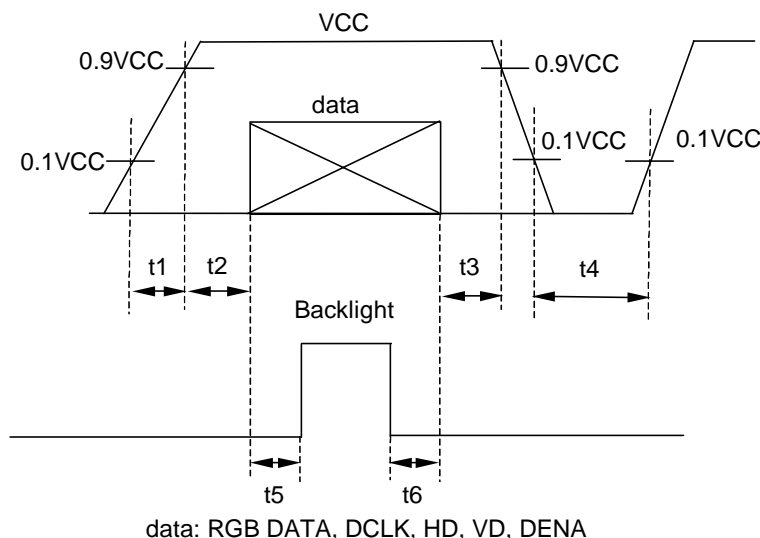 VCC
0.9VCC
0.9VCC
data
0.1VCC
0.1VCC
0.1VCC
t1
t2
t3
t4
Backlight
t5
t6
data: RGB DATA, DCLK, HD, VD, DENA